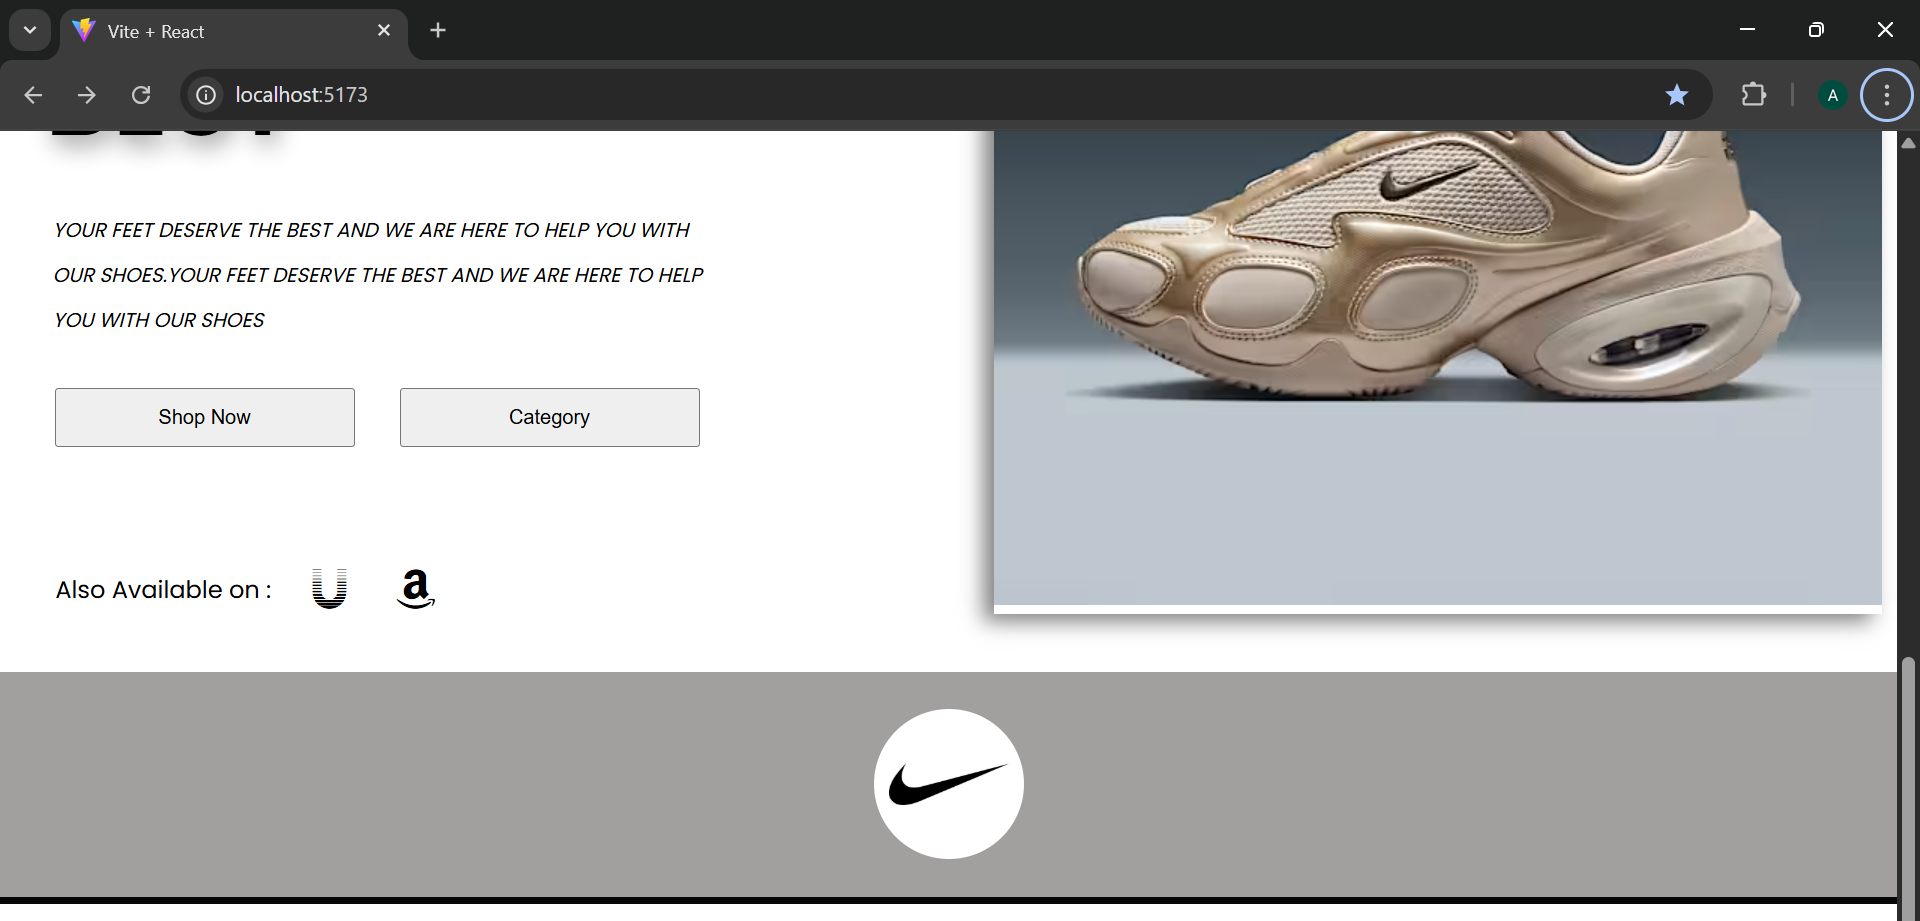 Vite + React
localhost:5173
A
YOUR FEET DESERVE THE BEST AND WE ARE HERE TO HELP YOU WITH
OUR SHOES.YOUR FEET DESERVE THE BEST AND WE ARE HERE TO HELP
YOU WITH OUR SHOES
Shop Now
Category
Also Available on :
U
a